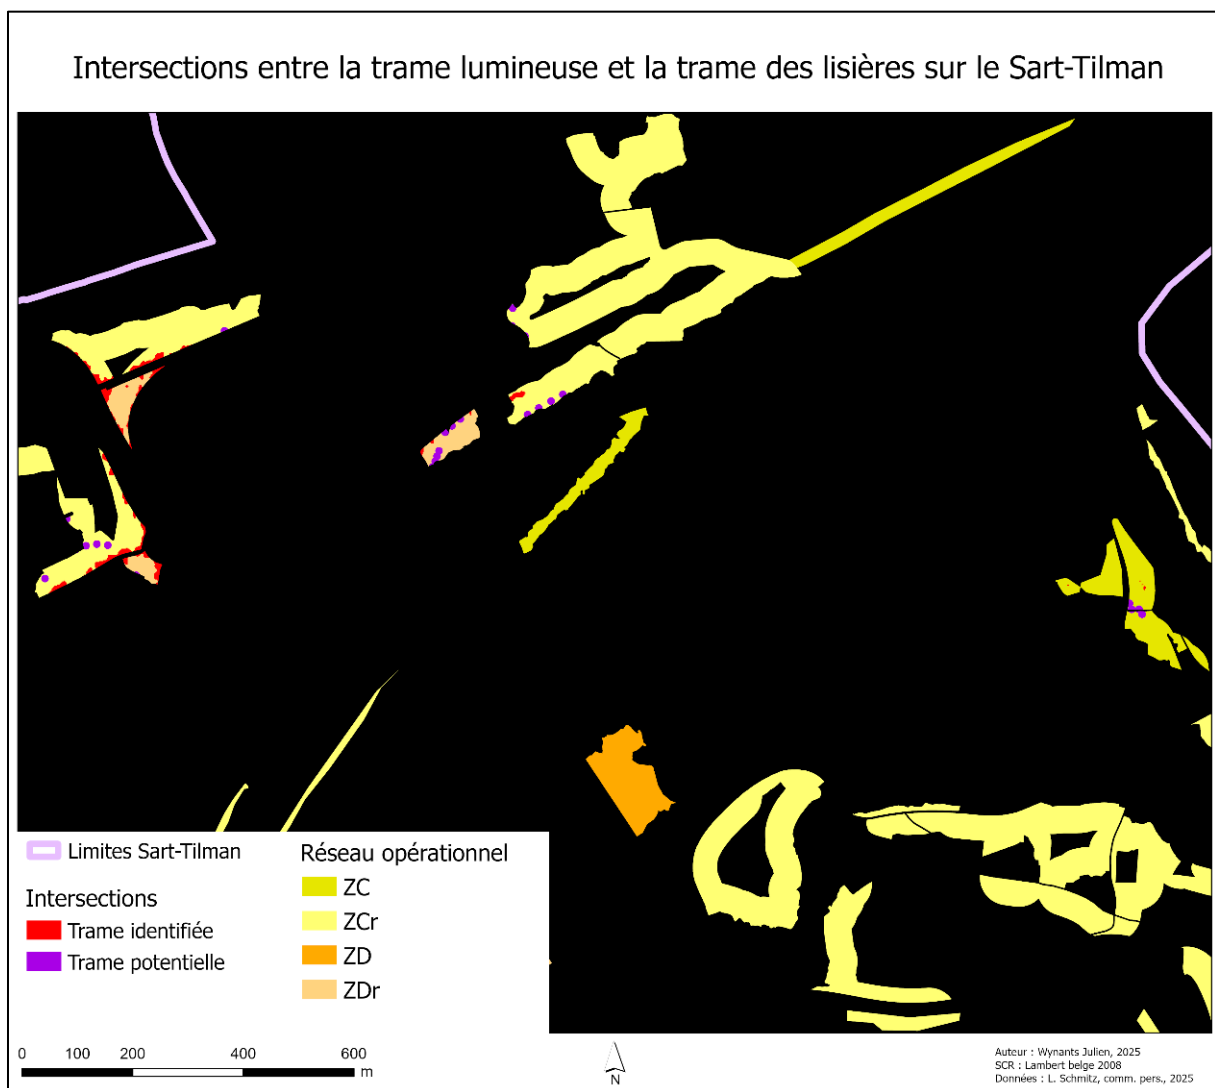 Intersections entre la trame lumineuse et la trame des lisières sur le Sart-Tilman
Limites Sart-Tilman
Intersections
Trame identifiée
Trame potentielle
Réseau opérationnel
ZC
ZCr
ZD
ZDr
0 100 200 400 600
m
N
Auteur : Wynants Julien, 2025
SCR : Lambert belge 2008
Données : L. Schmitz, comm. pers., 2025